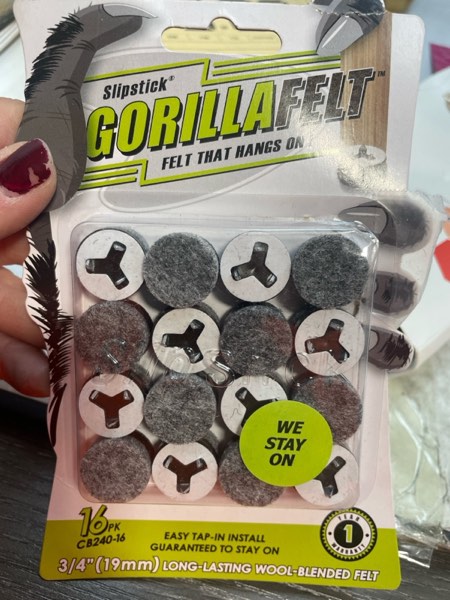 Slipstick®
GORILLAFELT™
FELT THAT HANGS ON
WE
STAY
ON
16PK
CB240-16
EASY TAP-IN INSTALL
GUARANTEED TO STAY ON
1
3/4" (19mm) LONG-LASTING WOOL-BLENDED FELT